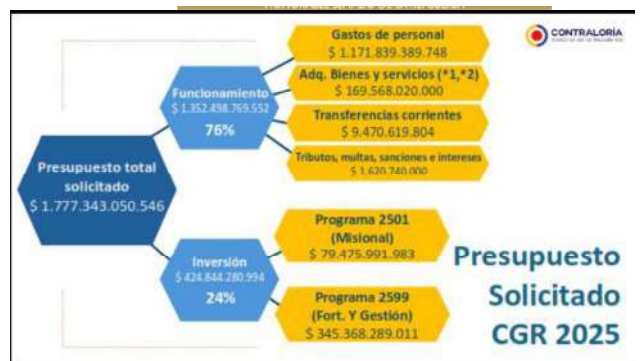 CONTRALORÍA
Gastos de personal
$ 1.171.839.389.748
Adq. Bienes y servicios (*1,*2)
$ 169.568.020.000
Transferencias corrientes
$ 9.470.619.804
Tributos, multas, sanciones e intereses
$ 1.620.740.000
Funcionamiento
$ 1.352.498.769.552
76%
Presupuesto total
solicitado
$ 1.777.343.050.546
Inversión
$ 424.844.280.994
24%
Programa 2501
(Misional)
$ 79.475.991.983
Programa 2599
(Fort. Y Gestión)
$ 345.368.289.011
Presupuesto
Solicitado
CGR 2025